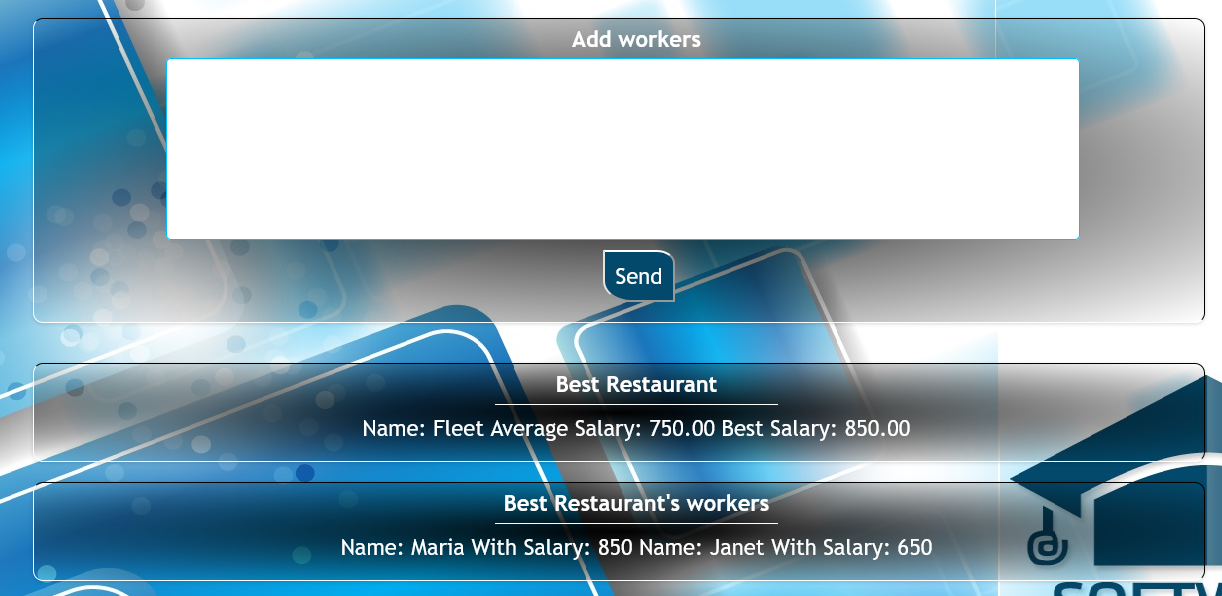 Add workers
Send
Best Restaurant
Name: Fleet Average Salary: 750.00 Best Salary: 850.00
Best Restaurant's workers
Name: Maria With Salary: 850 Name: Janet With Salary: 650